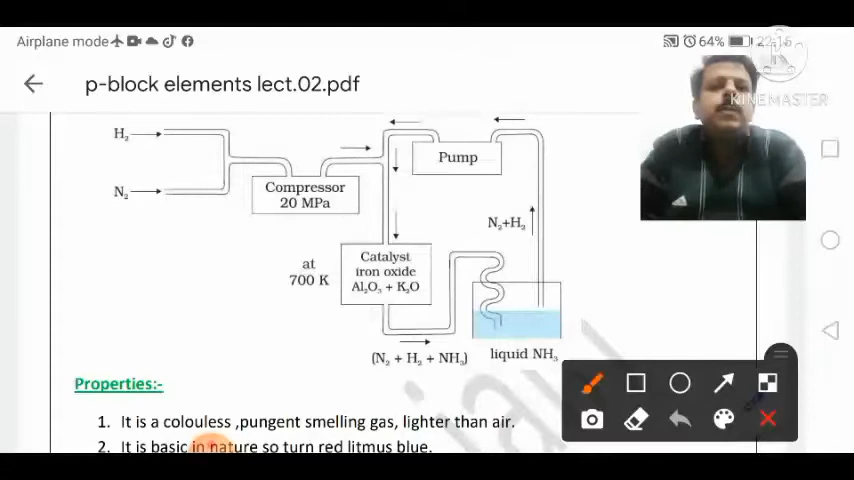 Airplane mode 64% 22:16
p-block elements lect.02.pdf
KINEMASTER
H₂
N₂
Compressor
20 MPa
Pump
N₂+H₂
at
700 K
Catalyst
iron oxide
Al₂O₃ + K₂O
(N₂ + H₂ + NH₃)
liquid NH₃
Properties:-
1. It is a colouless ,pungent smelling gas, lighter than air.
2. It is basic in nature so turn red litmus blue.